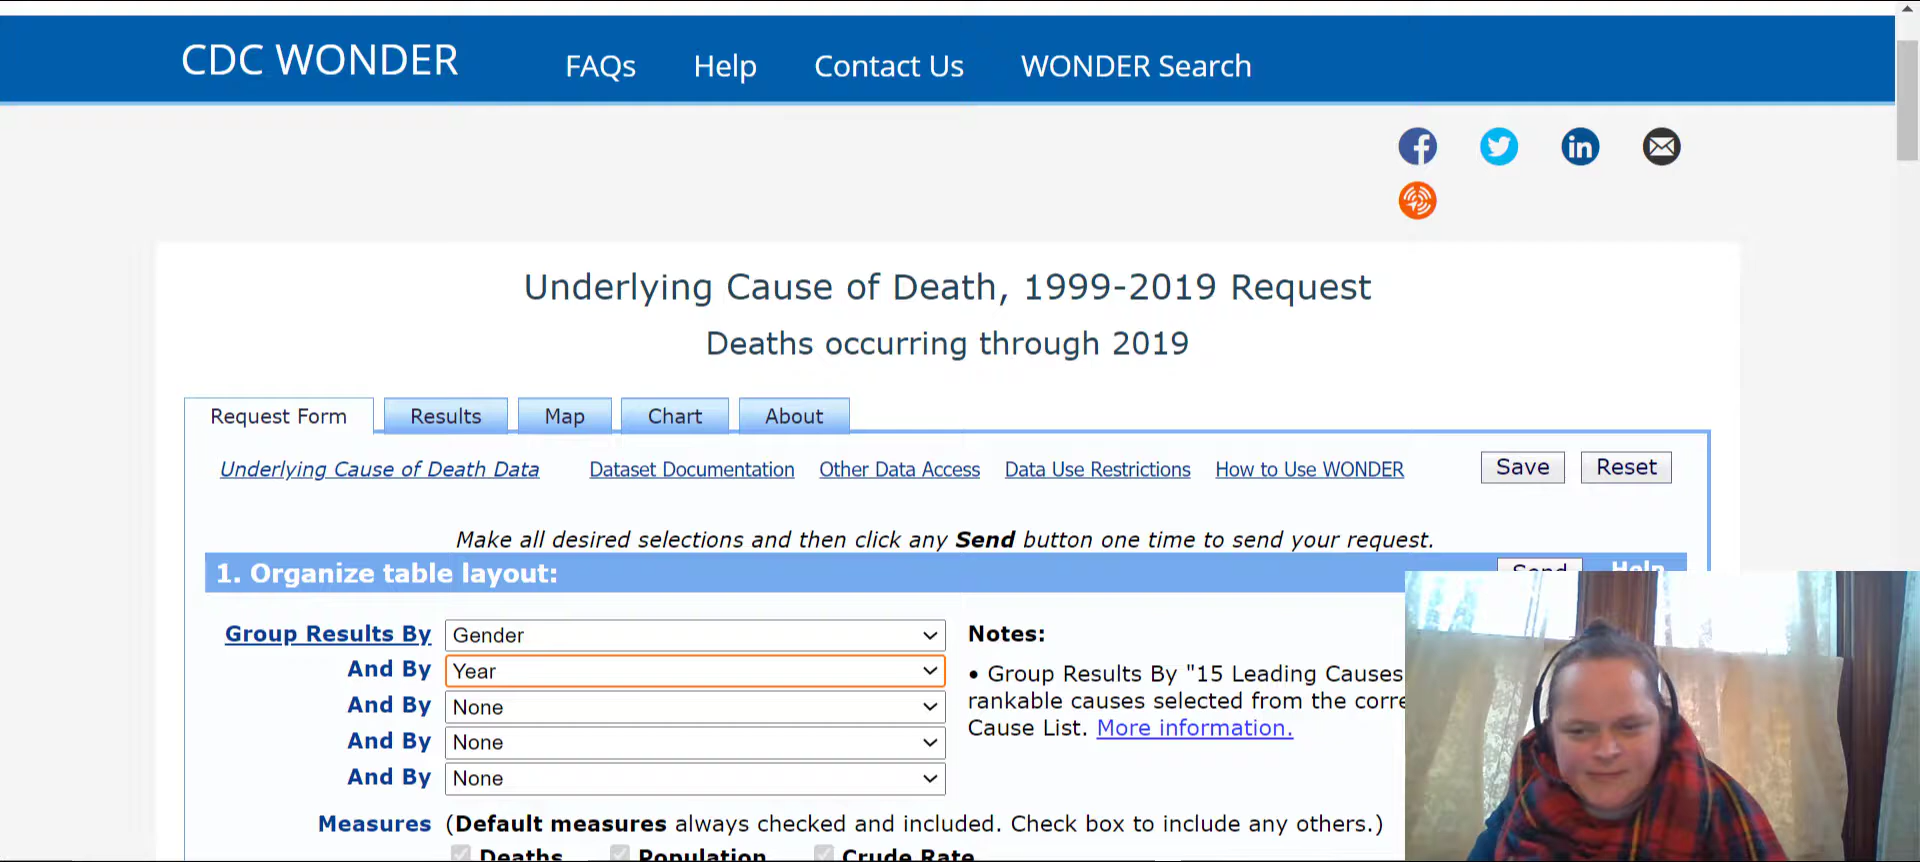 CDC WONDER FAQs Help Contact Us WONDER Search
Underlying Cause of Death, 1999-2019 Request
Deaths occurring through 2019
Request Form Results Map Chart About
Underlying Cause of Death Data Dataset Documentation Other Data Access Data Use Restrictions How to Use WONDER Save Reset
Make all desired selections and then click any Send button one time to send your request.
1. Organize table layout: Send Help
Group Results By Gender Notes:
And By Year • Group Results By "15 Leading Causes
And By None rankable causes selected from the corre
And By None Cause List. More information.
And By None
Measures (Default measures always checked and included. Check box to include any others.)
Deaths Population Crude Rate